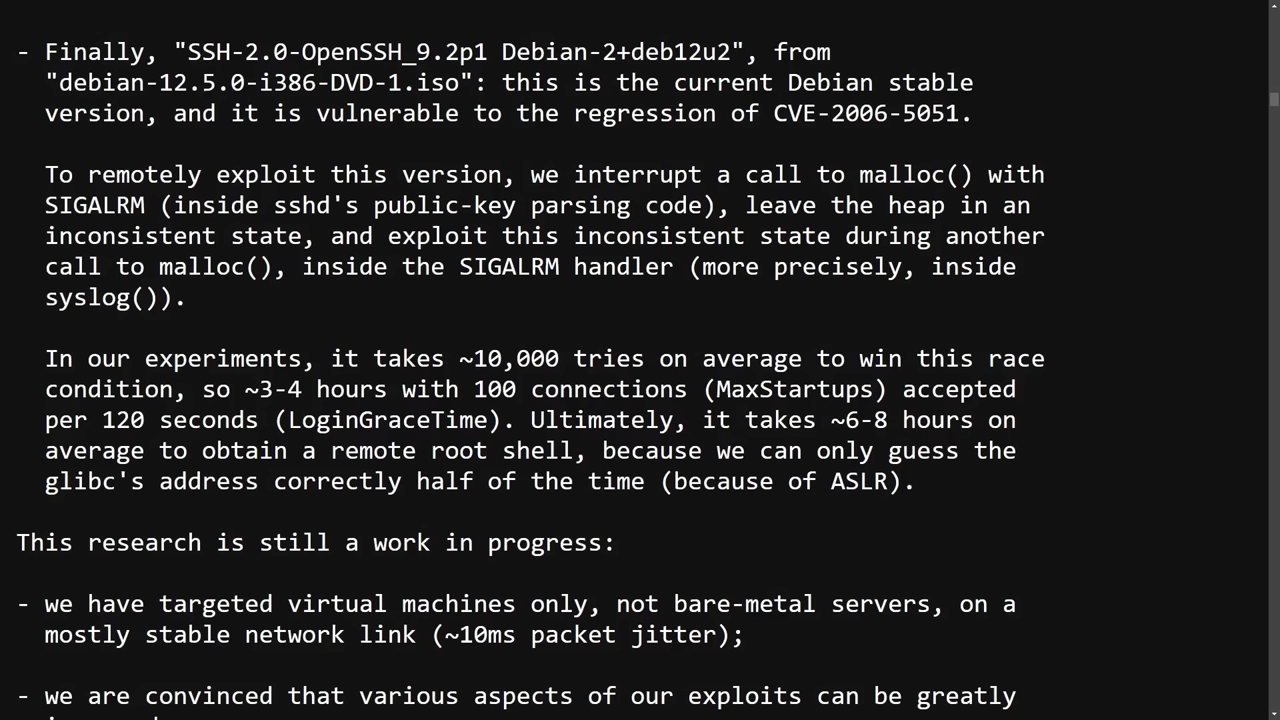 - Finally, "SSH-2.0-OpenSSH_9.2p1 Debian-2+deb12u2", from
"debian-12.5.0-i386-DVD-1.iso": this is the current Debian stable
version, and it is vulnerable to the regression of CVE-2006-5051.
To remotely exploit this version, we interrupt a call to malloc() with
SIGALRM (inside sshd's public-key parsing code), leave the heap in an
inconsistent state, and exploit this inconsistent state during another
call to malloc(), inside the SIGALRM handler (more precisely, inside
syslog()).
In our experiments, it takes ~10,000 tries on average to win this race
condition, so ~3-4 hours with 100 connections (MaxStartups) accepted
per 120 seconds (LoginGraceTime). Ultimately, it takes ~6-8 hours on
average to obtain a remote root shell, because we can only guess the
glibc's address correctly half of the time (because of ASLR).
This research is still a work in progress:
- we have targeted virtual machines only, not bare-metal servers, on a
mostly stable network link (~10ms packet jitter);
- we are convinced that various aspects of our exploits can be greatly